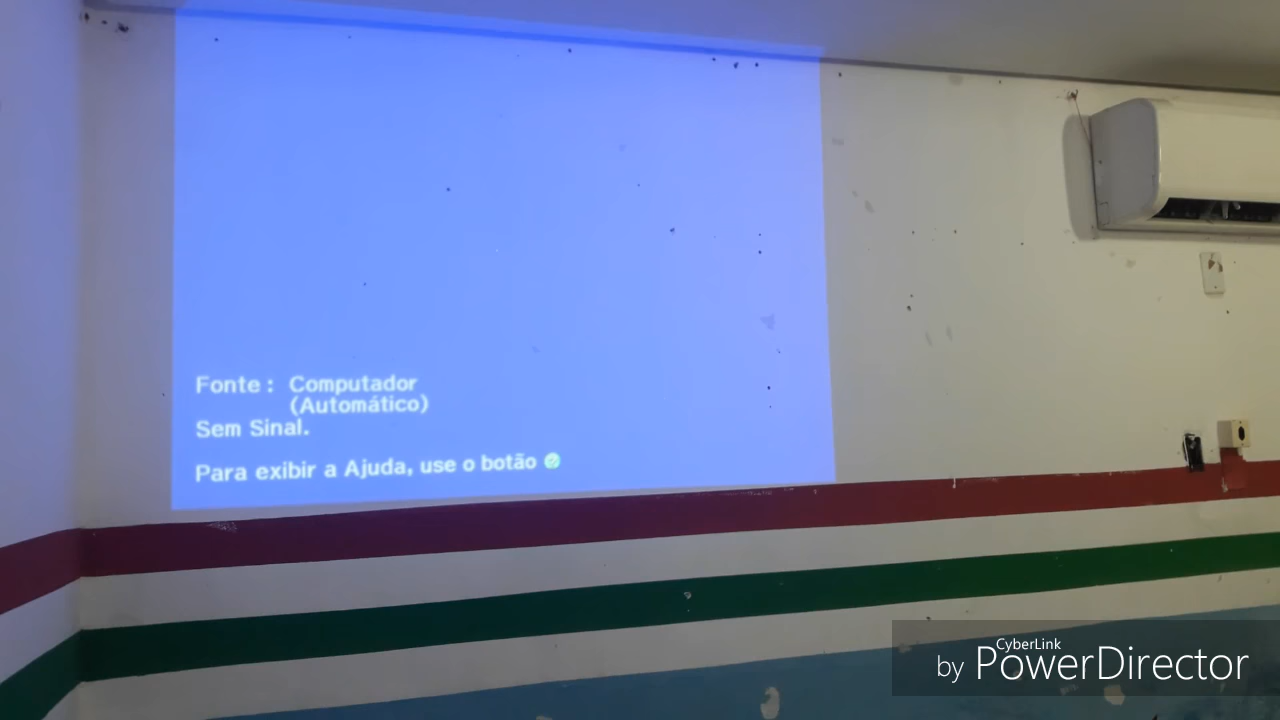 Fonte: Computador
(Automático)
Sem Sinal.
Para exibir a Ajuda, use o botão
CyberLink
by PowerDirector